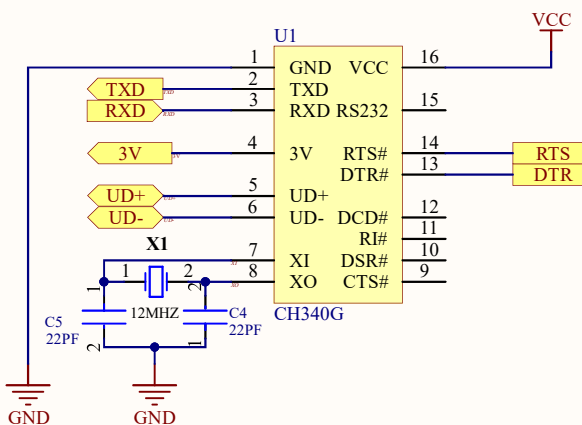 VCC
U1
1 GND VCC 16
TXD 2 TXD
RXD 3 RXD RS232 15
3V 4 3V RTS# 14 RTS
DTR# 13 DTR
UD+ 5 UD+
UD- 6 UD- DCD# 12
X1 RI# 11
7 XI DSR# 10
1 2 8 XO CTS# 9
1 2
C5 12MHZ C4 CH340G
22PF 22PF
2 1
GND GND